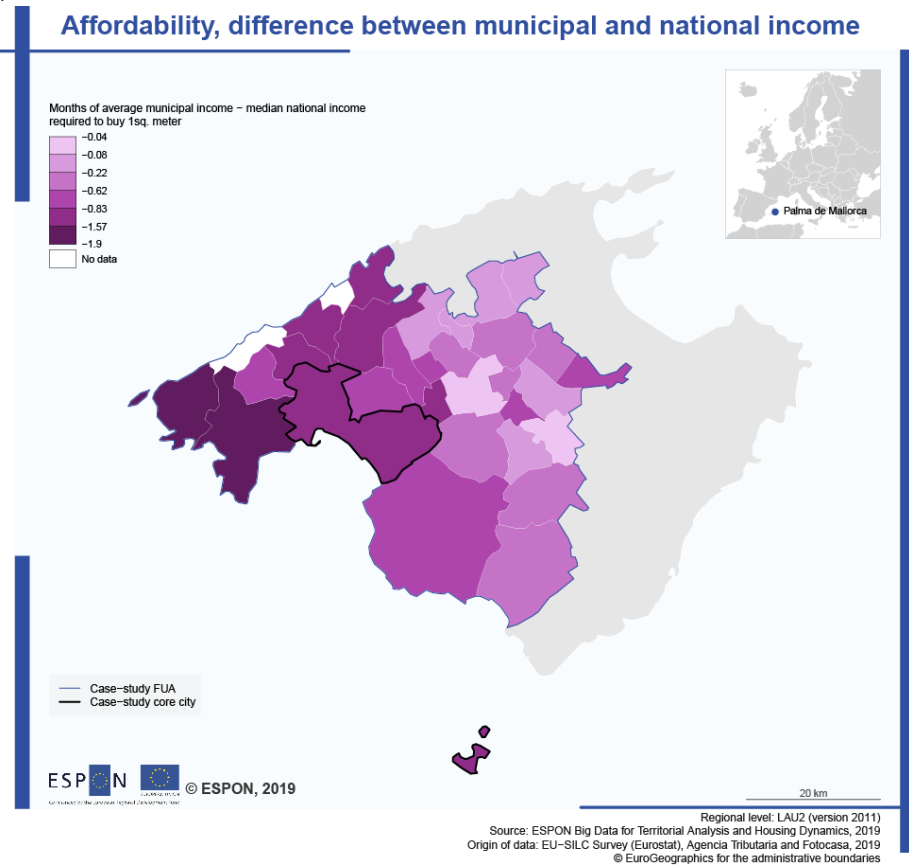 Affordability, difference between municipal and national income
Months of average municipal income − median national income
required to buy 1sq. meter
−0.04
−0.08
−0.22
−0.62
−0.83
−1.57
−1.9
No data
Palma de Mallorca
Case−study FUA
Case−study core city
ESPON
© ESPON, 2019
20 km
Regional level: LAU2 (version 2011)
Source: ESPON Big Data for Territorial Analysis and Housing Dynamics, 2019
Origin of data: EU−SILC Survey (Eurostat), Agencia Tributaria and Fotocasa, 2019
© EuroGeographics for the administrative boundaries